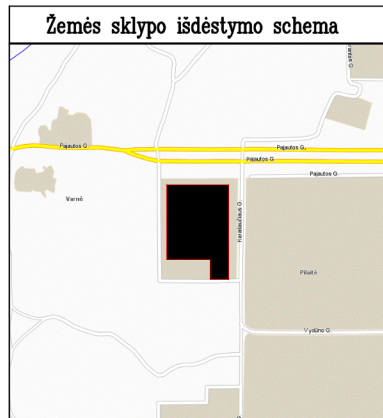 Žemės sklypo išdėstymo schema
Pajautos G.
Pajautos G.
Pajautos G.
Pajautos G.
Varnė
Karaliaučiaus G.
Pilaitė
Vydūno G.